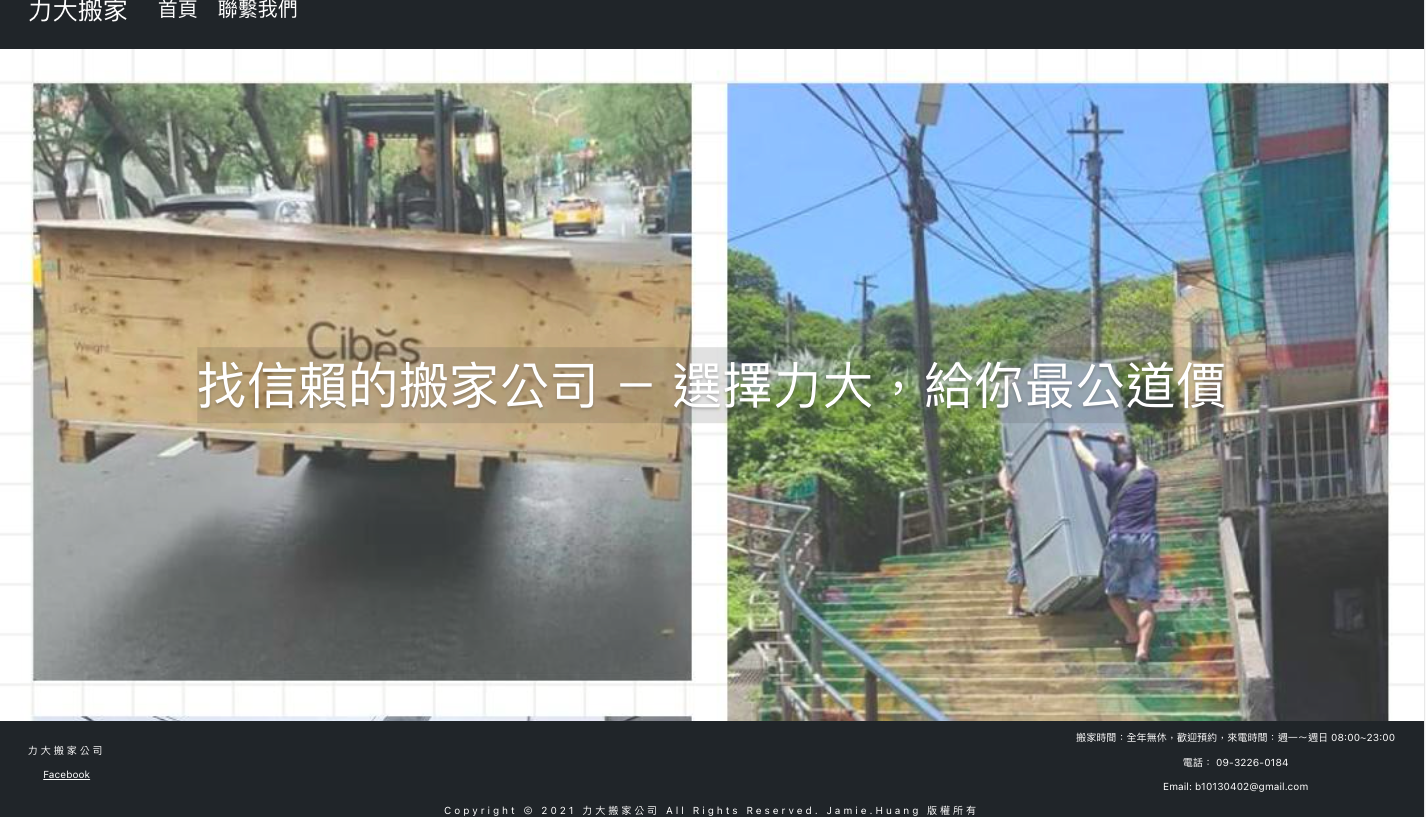 力大搬家 首頁 聯繫我們
No.
Type
Weight
Cibes
找信賴的搬家公司 － 選擇力大，給你最公道價
力大搬家公司
Facebook
搬家時間：全年無休，歡迎預約，來電時間：週一～週日 08:00~23:00
電話： 09-3226-0184
Email: b10130402@gmail.com
Copyright © 2021 力大搬家公司 All Rights Reserved. Jamie.Huang 版權所有